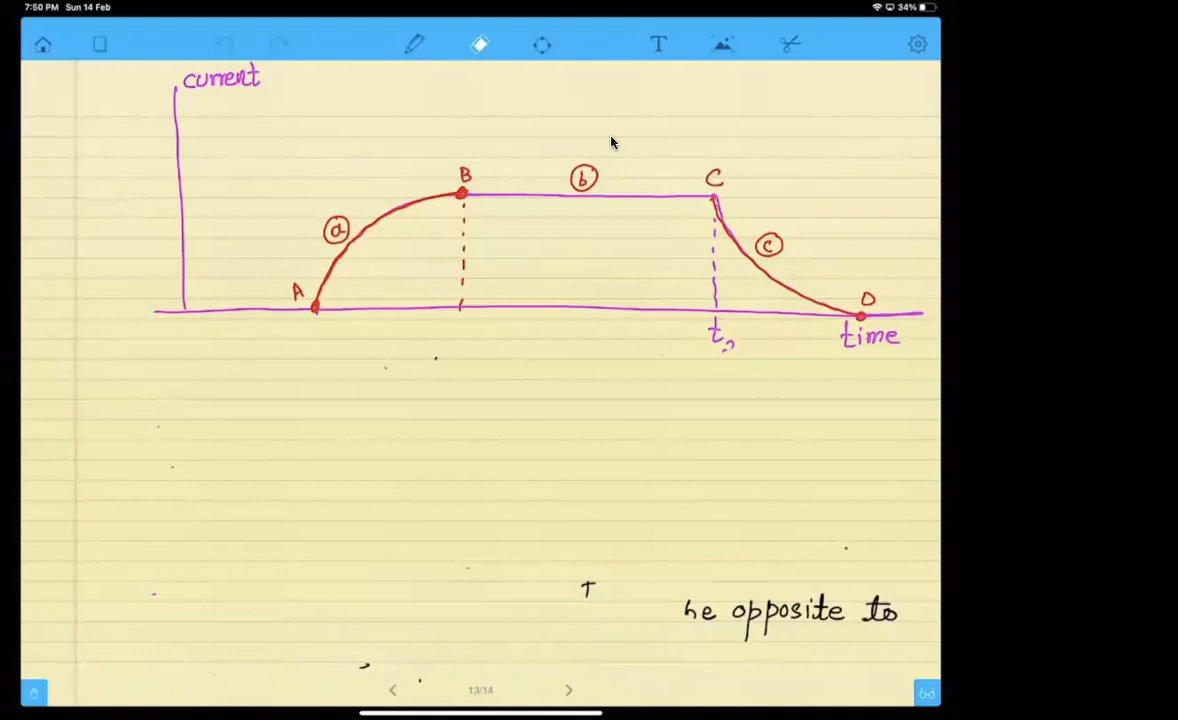 7:50 PM Sun 14 Feb
34%
T
current
B
b
C
a
c
A
D
t₂
time
T
he opposite to
13/14